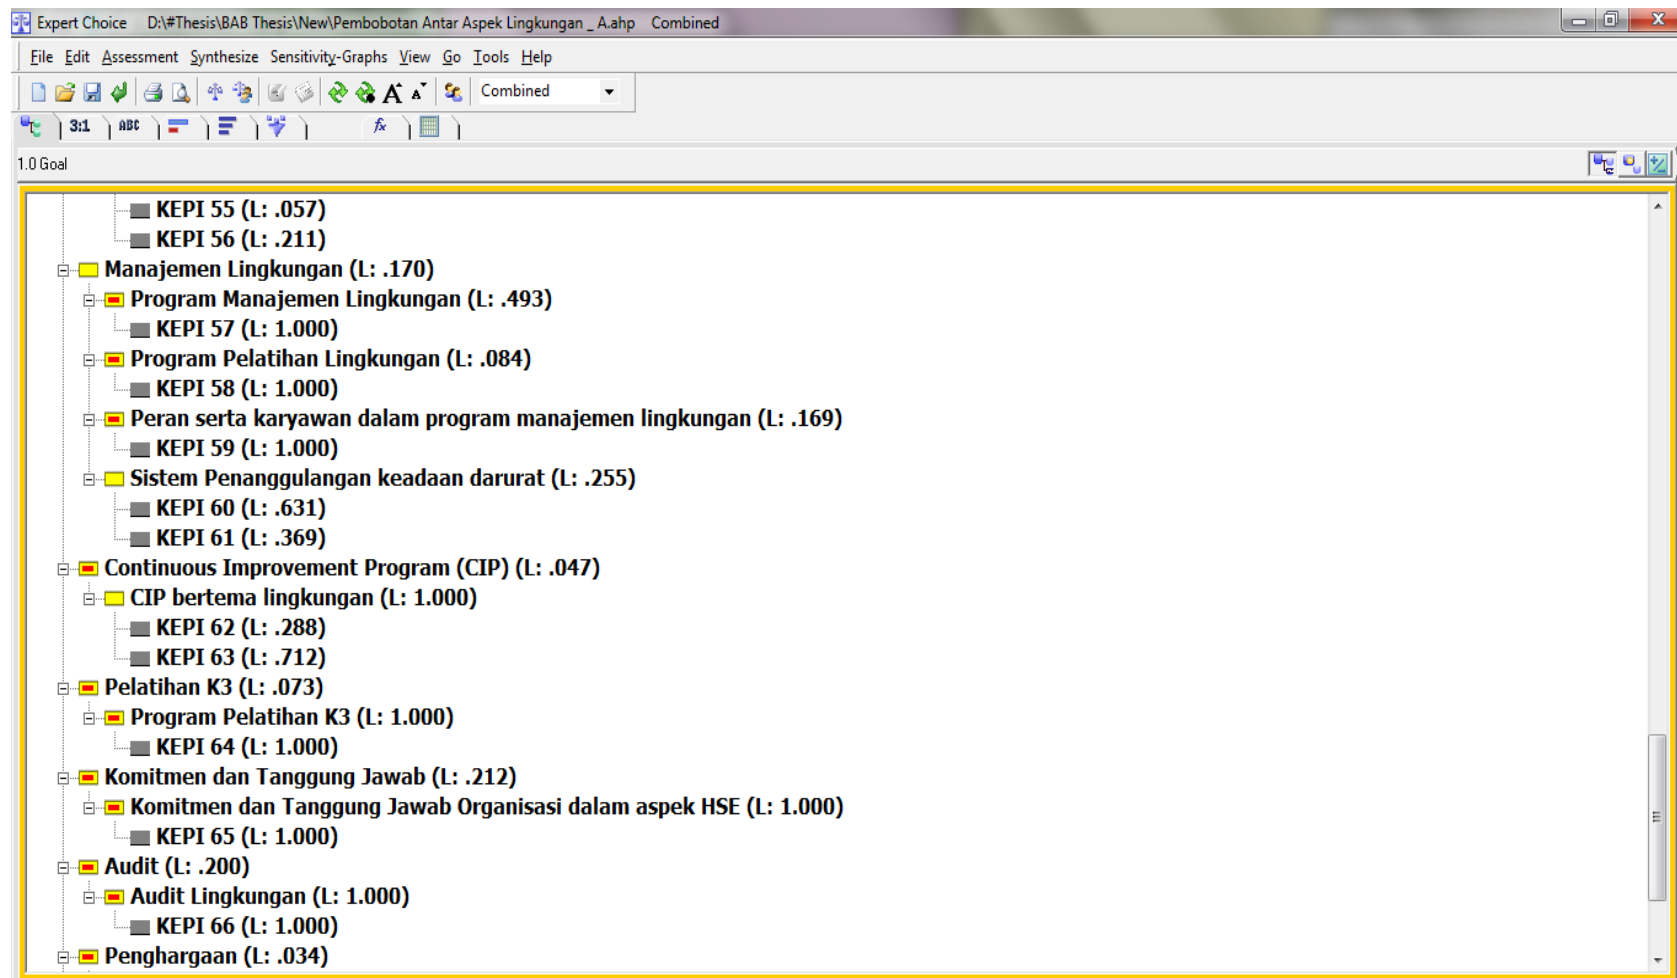 Expert Choice D:\#Thesis\BAB Thesis\New\Pembobotan Antar Aspek Lingkungan _ A.ahp Combined
File Edit Assessment Synthesize Sensitivity-Graphs View Go Tools Help
Combined
3:1 ABC fx
1.0 Goal
KEPI 55 (L: .057)
KEPI 56 (L: .211)
Manajemen Lingkungan (L: .170)
Program Manajemen Lingkungan (L: .493)
KEPI 57 (L: 1.000)
Program Pelatihan Lingkungan (L: .084)
KEPI 58 (L: 1.000)
Peran serta karyawan dalam program manajemen lingkungan (L: .169)
KEPI 59 (L: 1.000)
Sistem Penanggulangan keadaan darurat (L: .255)
KEPI 60 (L: .631)
KEPI 61 (L: .369)
Continuous Improvement Program (CIP) (L: .047)
CIP bertema lingkungan (L: 1.000)
KEPI 62 (L: .288)
KEPI 63 (L: .712)
Pelatihan K3 (L: .073)
Program Pelatihan K3 (L: 1.000)
KEPI 64 (L: 1.000)
Komitmen dan Tanggung Jawab (L: .212)
Komitmen dan Tanggung Jawab Organisasi dalam aspek HSE (L: 1.000)
KEPI 65 (L: 1.000)
Audit (L: .200)
Audit Lingkungan (L: 1.000)
KEPI 66 (L: 1.000)
Penghargaan (L: .034)